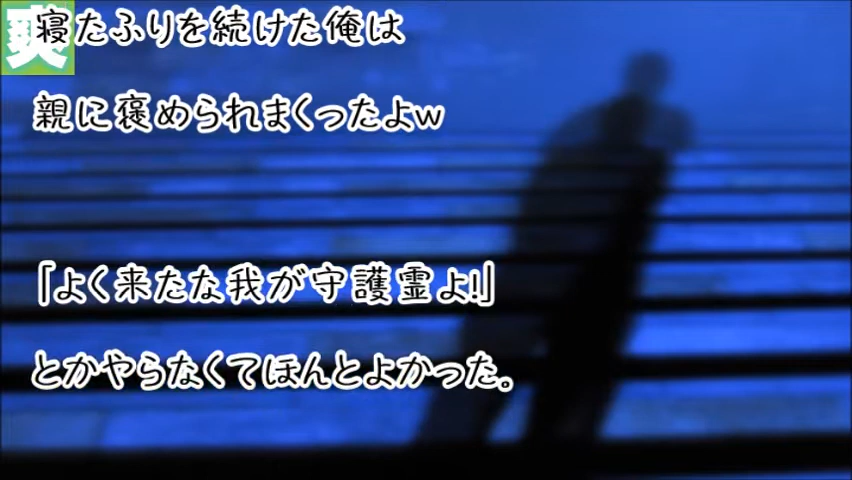 爽
寝たふりを続けた俺は
親に褒められまくったよw
「よく来たな我が守護霊よ!」
とかやらなくてほんとよかった。